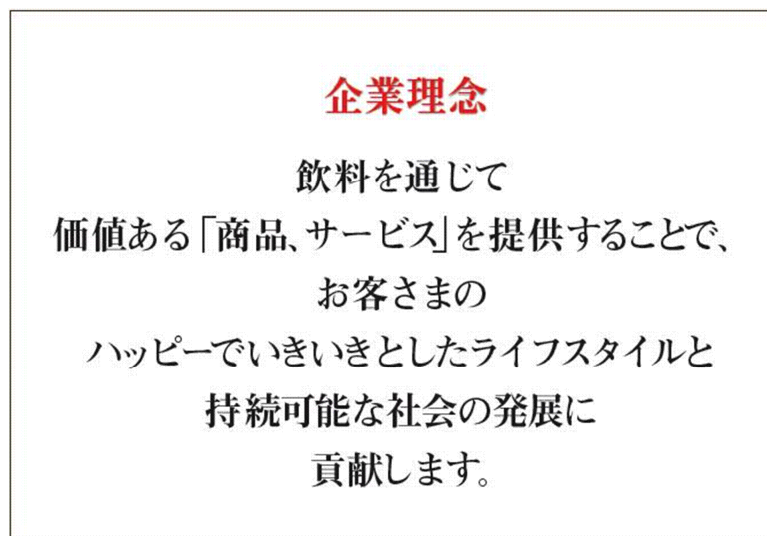 企業理念
飲料を通じて
価値ある「商品、サービス」を提供することで、
お客さまの
ハッピーでいきいきとしたライフスタイルと
持続可能な社会の発展に
貢献します。